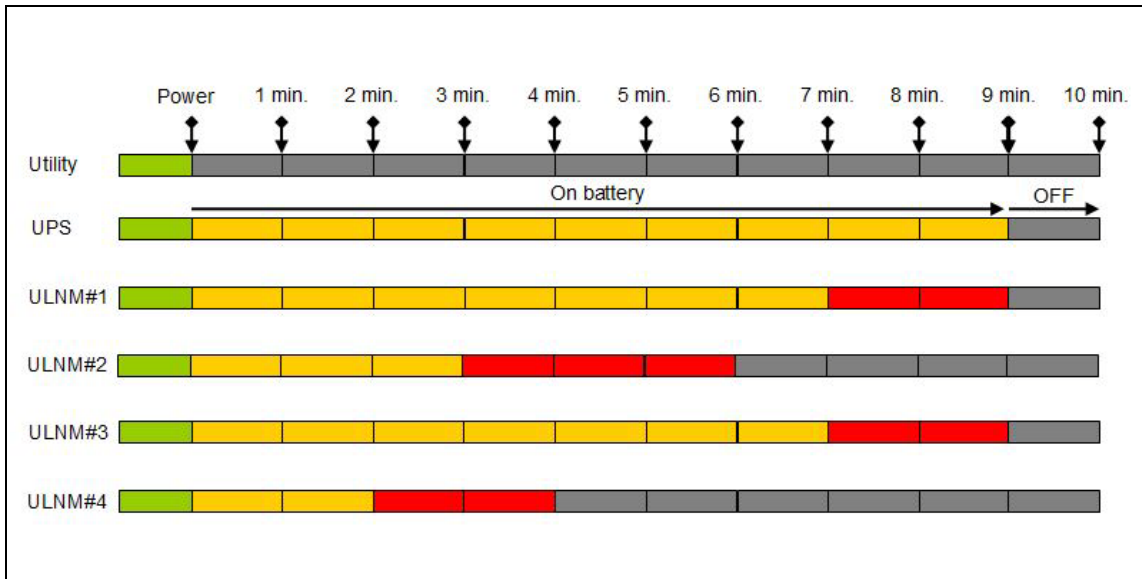 Power 1 min. 2 min. 3 min. 4 min. 5 min. 6 min. 7 min. 8 min. 9 min. 10 min.
Utility
On battery OFF
UPS
ULNM#1
ULNM#2
ULNM#3
ULNM#4